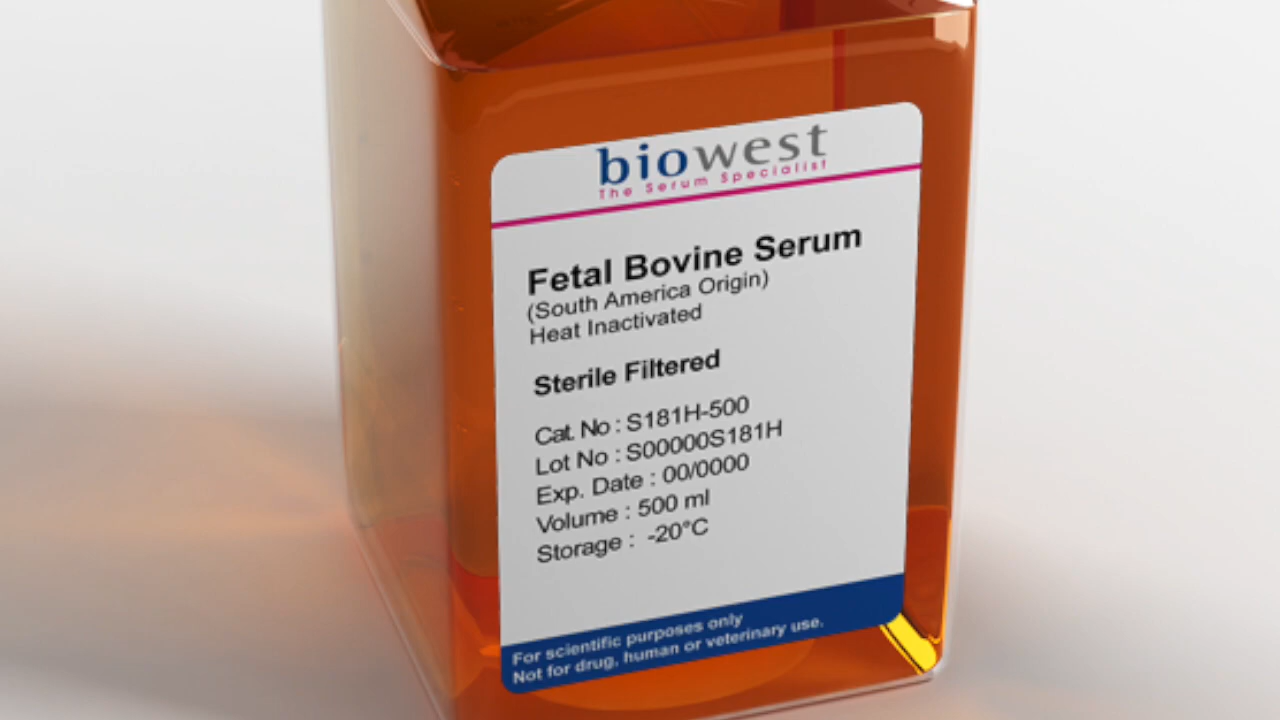 biowest
The Serum Specialist
Fetal Bovine Serum
(South America Origin)
Heat Inactivated
Sterile Filtered
Cat. No : S181H-500
Lot No : S00000S181H
Exp. Date : 00/0000
Volume : 500 ml
Storage : -20°C
For scientific purposes only
Not for drug, human or veterinary use.